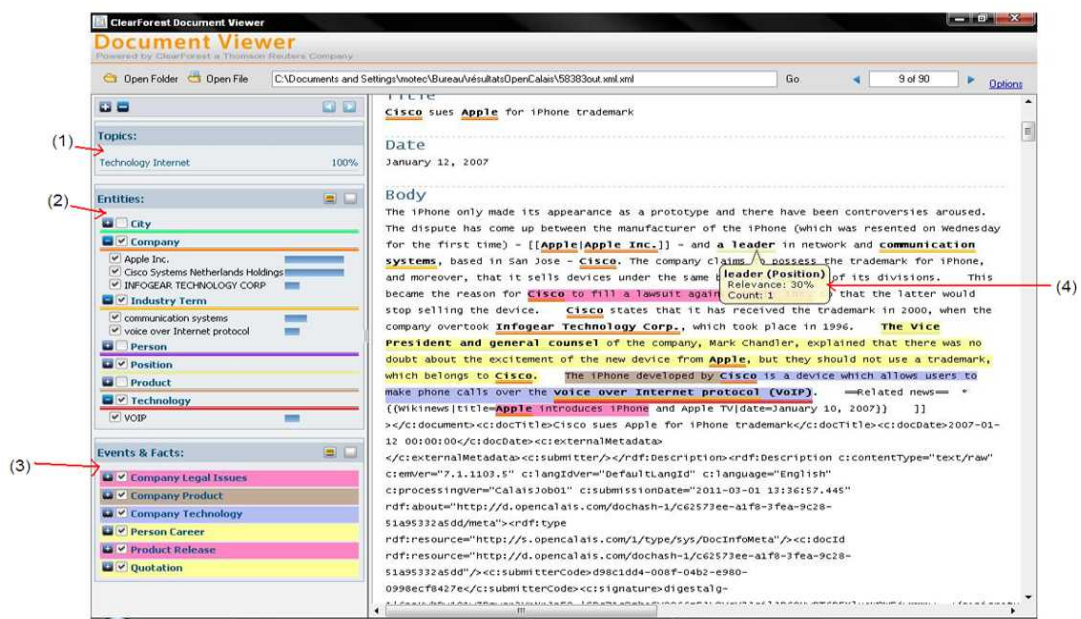 ClearForest Document Viewer
Document Viewer
Powered by ClearForest a Thomson Reuters Company
Open Folder Open File C:\Documents and Settings\motec\Bureau\résultatsOpenCalais\58383out.xml.xml Go 9 of 90 Options
(1)
Topics:
Technology Internet 100%
(2)
Entities:
City
Company
Apple Inc.
Cisco Systems Netherlands Holdings
INFOGEAR TECHNOLOGY CORP
Industry Term
communication systems
voice over Internet protocol
Person
Position
Product
Technology
VOIP
(3)
Events & Facts:
Company Legal Issues
Company Product
Company Technology
Person Career
Product Release
Quotation
Title
Cisco sues Apple for iPhone trademark
Date
January 12, 2007
Body
The iPhone only made its appearance as a prototype and there have been controversies aroused.
The dispute has come up between the manufacturer of the iPhone (which was resented on Wednesday
for the first time) - [[Apple|Apple Inc.]] - and a leader in network and communication
systems, based in San Jose - Cisco. The company claims to possess the trademark for iPhone,
and moreover, that it sells devices under the same of its divisions. This
became the reason for Cisco to fill a lawsuit that the latter would
stop selling the device. Cisco states that it has received the trademark in 2000, when the
company overtook Infogear Technology Corp., which took place in 1996. The Vice
President and general counsel of the company, Mark Chandler, explained that there was no
doubt about the excitement of the new device from Apple, but they should not use a trademark,
which belongs to Cisco. The iPhone developed by Cisco is a device which allows users to
make phone calls over the voice over Internet protocol (VoIP). ==Related news== *
{{Wikinews|title=Apple introduces iPhone and Apple TV|date=January 10, 2007}} ]]
></c:document><c:docTitle>Cisco sues Apple for iPhone trademark</c:docTitle><c:docDate>2007-01-
12 00:00:00</c:docDate><c:externalMetadata>
</c:externalMetadata><c:submitter/></rdf:Description><rdf:Description c:contentType="text/raw"
c:emVer="7.1.1103.5" c:langIdVer="DefaultLangId" c:language="English"
c:processingVer="CalaisJob01" c:submissionDate="2011-03-01 13:36:57.445"
rdf:about="http://d.opencalais.com/dochash-1/c62573ee-a1f8-3fea-9c28-
51a95332a5dd/meta"><rdf:type
rdf:resource="http://s.opencalais.com/1/type/sys/DocInfoMeta"/><c:docId
rdf:resource="http://d.opencalais.com/dochash-1/c62573ee-a1f8-3fea-9c28-
51a95332a5dd"/><c:submitterCode>d98c1dd4-008f-04b2-e980-
0998ecf8427e</c:submitterCode><c:signature>digestalg-
leader (Position)
Relevance: 30%
Count: 1
(4)